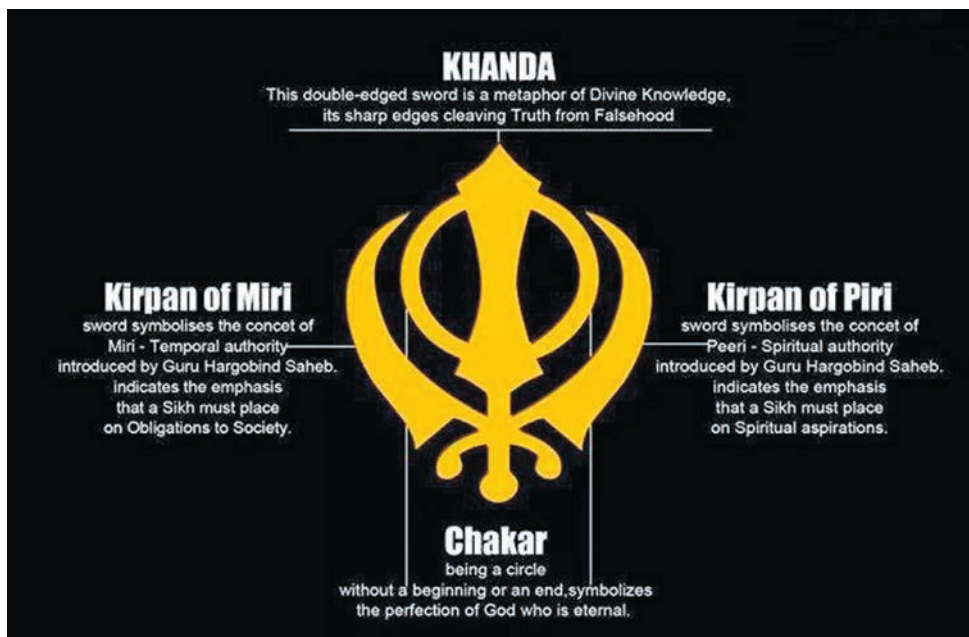 KHANDA
This double-edged sword is a metaphor of Divine Knowledge,
its sharp edges cleaving Truth from Falsehood
Kirpan of Miri
sword symbolises the concet of
Miri - Temporal authority
introduced by Guru Hargobind Saheb.
indicates the emphasis
that a Sikh must place
on Obligations to Society.
Kirpan of Piri
sword symbolises the concet of
Peeri - Spiritual authority
introduced by Guru Hargobind Saheb.
indicates the emphasis
that a Sikh must place
on Spiritual aspirations.
Chakar
being a circle
without a beginning or an end,symbolizes
the perfection of God who is eternal.